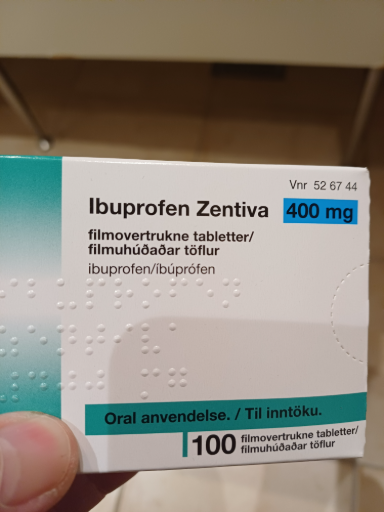 Vnr 52 67 44
Ibuprofen Zentiva 400 mg
filmovertrukne tabletter/
filmuhúðaðar töflur
ibuprofen/íbúprófen
Oral anvendelse. / Til inntöku.
100 filmovertrukne tabletter/
filmuhúðaðar töflur